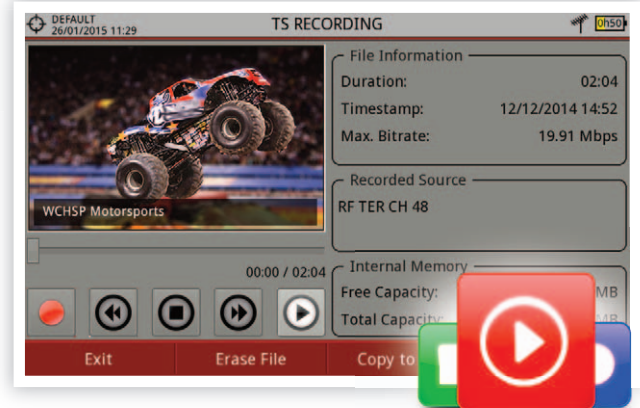 DEFAULT
26/01/2015 11:29
TS RECORDING
0h50
File Information
Duration: 02:04
Timestamp: 12/12/2014 14:52
Max. Bitrate: 19.91 Mbps
WCHSP Motorsports
Recorded Source
RF TER CH 48
00:00 / 02:04
Internal Memory
Free Capacity: MB
Total Capacity: MB
Exit
Erase File
Copy to